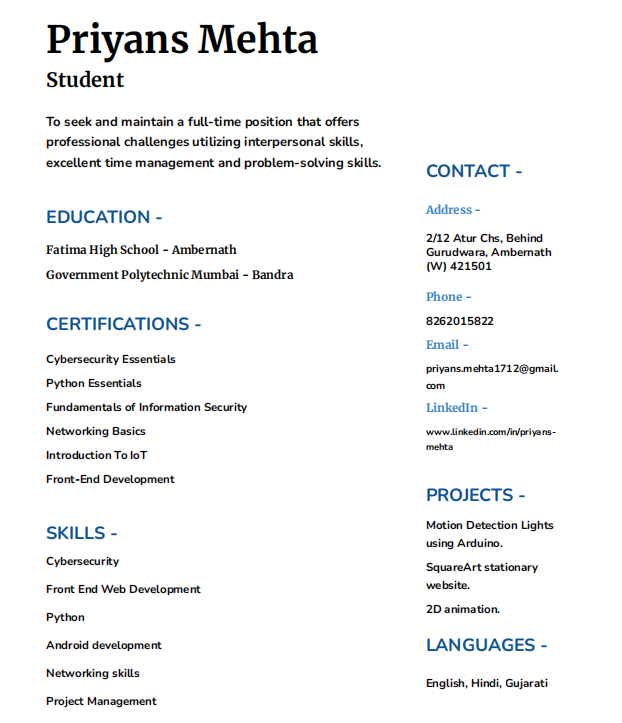 Priyans Mehta
Student
To seek and maintain a full-time position that offers
professional challenges utilizing interpersonal skills,
excellent time management and problem-solving skills.
EDUCATION -
Fatima High School - Ambernath
Government Polytechnic Mumbai - Bandra
CERTIFICATIONS -
Cybersecurity Essentials
Python Essentials
Fundamentals of Information Security
Networking Basics
Introduction To IoT
Front-End Development
SKILLS -
Cybersecurity
Front End Web Development
Python
Android development
Networking skills
Project Management
CONTACT -
Address -
2/12 Atur Chs, Behind
Gurudwara, Ambernath
(W) 421501
Phone -
8262015822
Email -
priyans.mehta1712@gmail.
com
LinkedIn -
www.linkedin.com/in/priyans-
mehta
PROJECTS -
Motion Detection Lights
using Arduino.
SquareArt stationary
website.
2D animation.
LANGUAGES -
English, Hindi, Gujarati